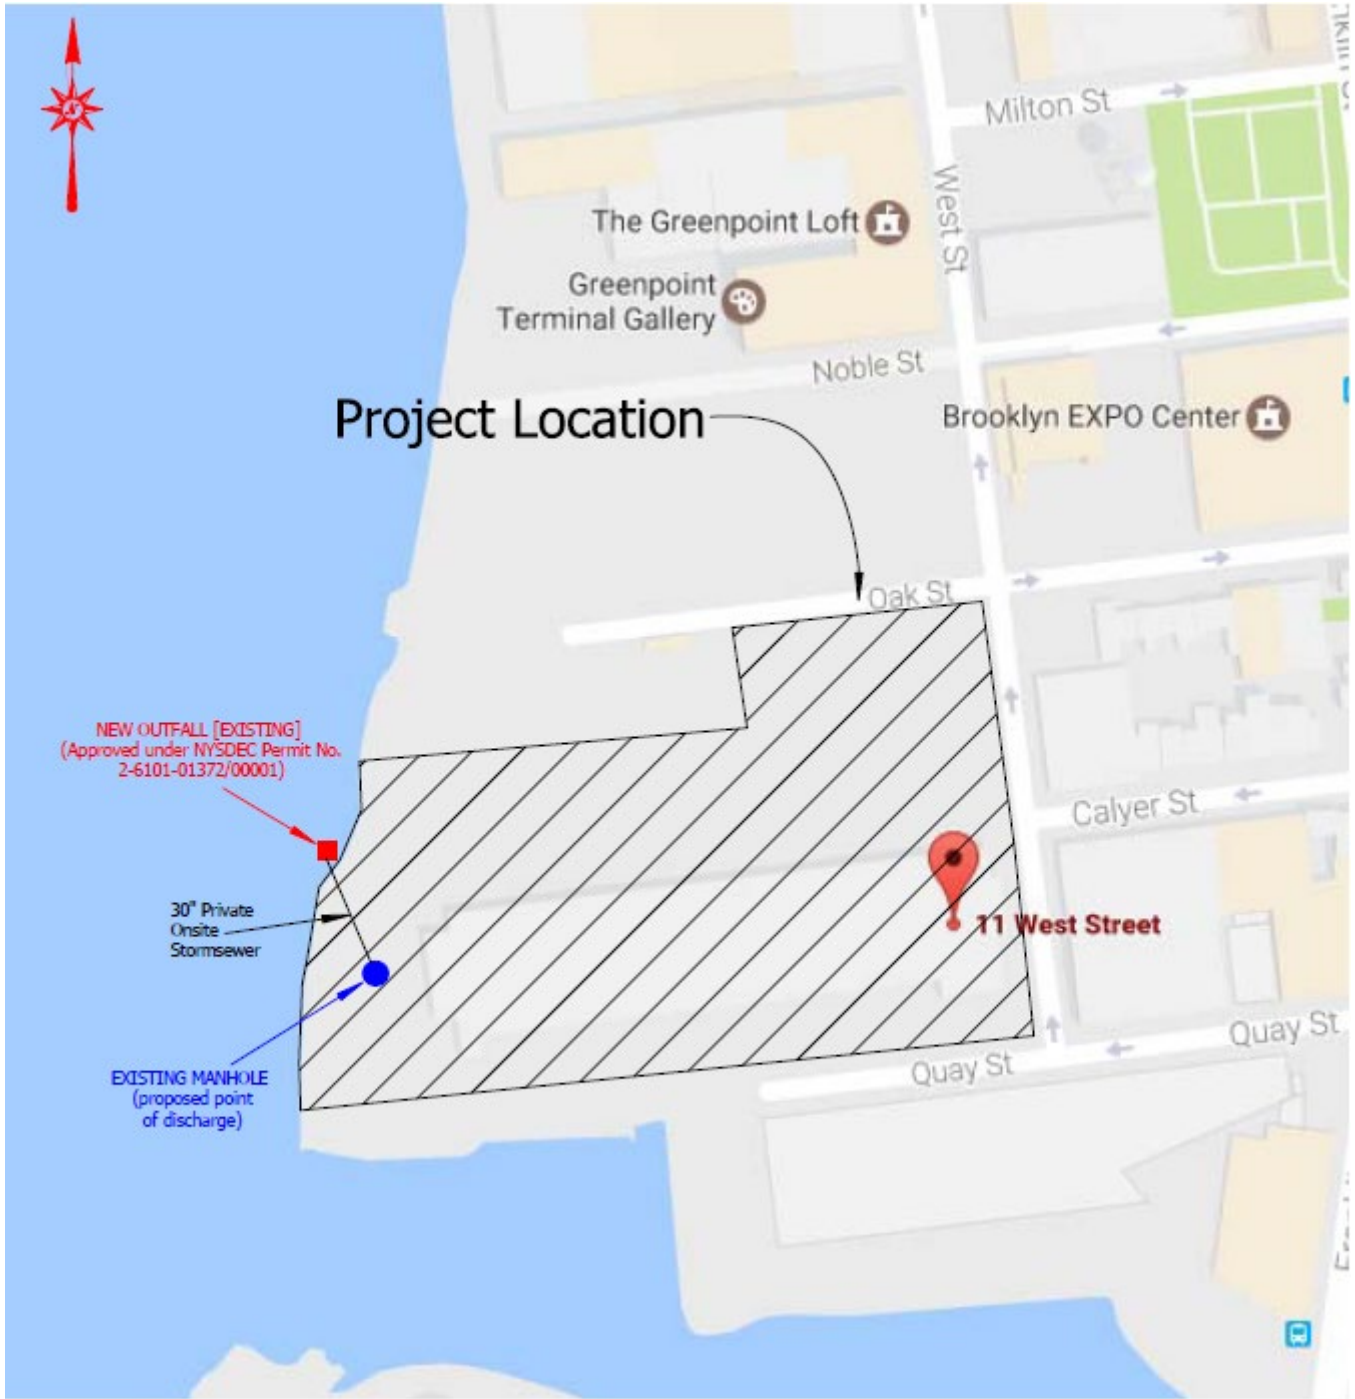 N
Milton St
West St
The Greenpoint Loft
Greenpoint
Terminal Gallery
Noble St
Project Location
Brooklyn EXPO Center
Oak St
NEW OUTFALL [EXISTING]
(Approved under NYSDEC Permit No.
2-6101-01372/00001)
Calyer St
30" Private
Onsite
Stormsewer
11 West Street
Quay St
Quay St
EXISTING MANHOLE
(proposed point
of discharge)